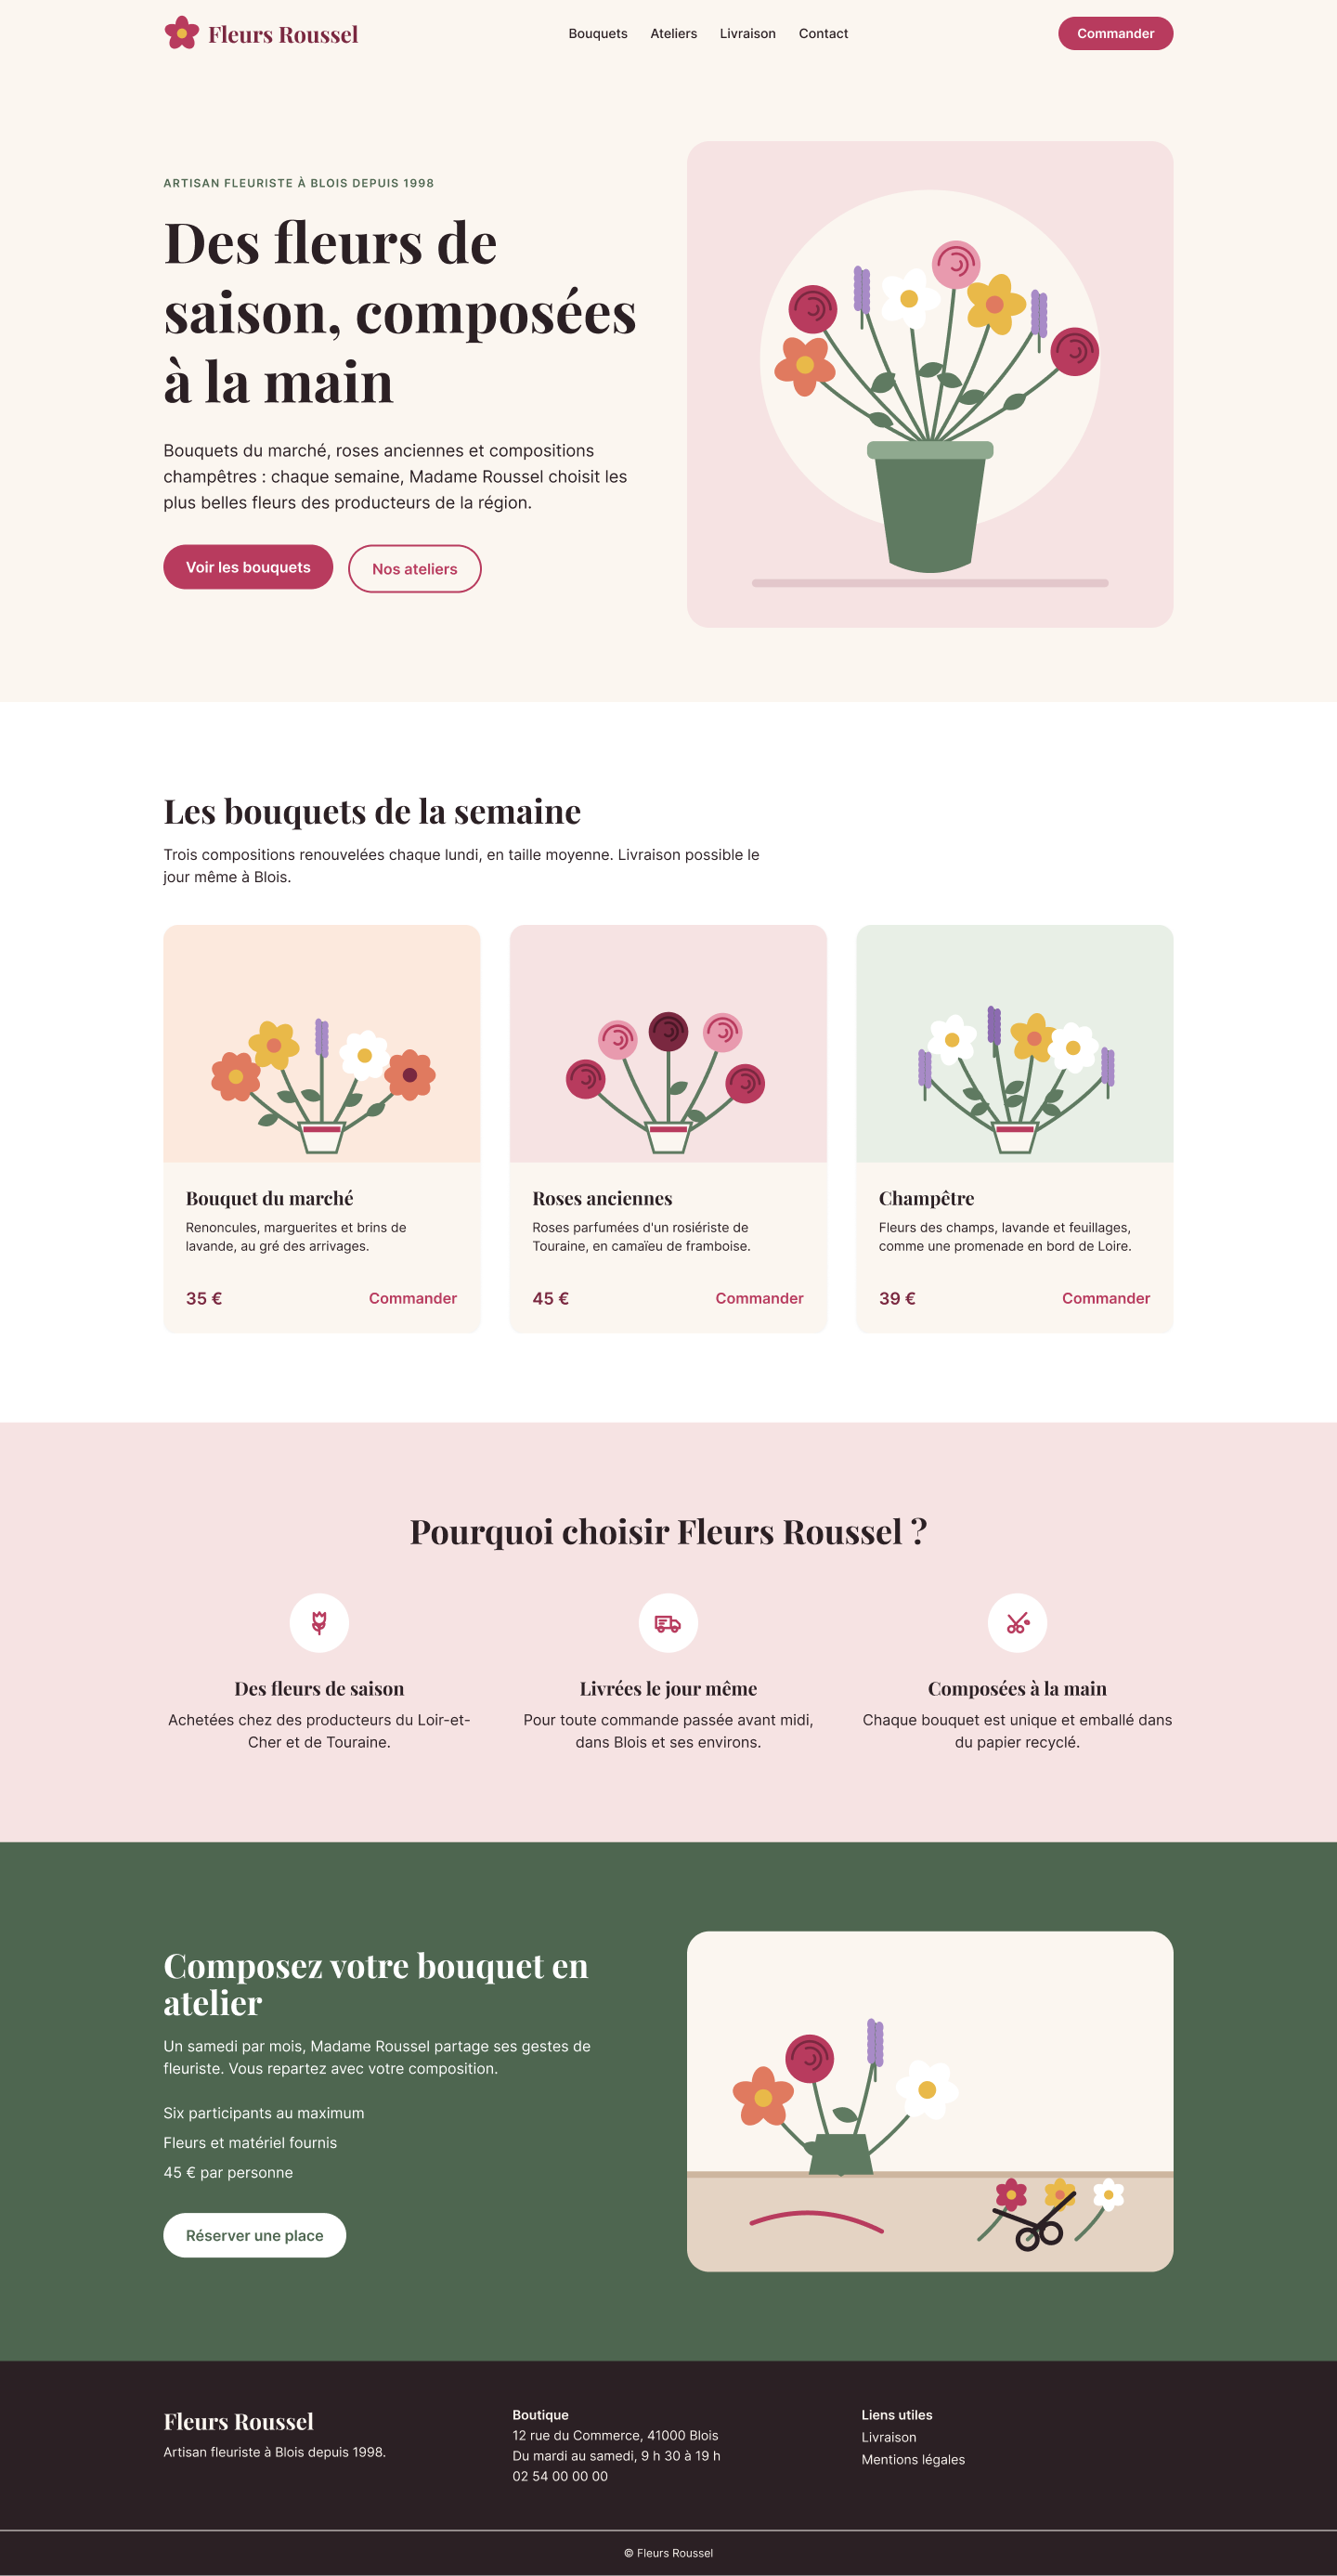 Fleurs Roussel
Bouquets
Ateliers
Livraison
Contact
Commander
ARTISAN FLEURISTE À BLOIS DEPUIS 1998
Des fleurs de
saison, composées
à la main
Bouquets du marché, roses anciennes et compositions
champêtres : chaque semaine, Madame Roussel choisit les
plus belles fleurs des producteurs de la région.
Voir les bouquets
Nos ateliers
Les bouquets de la semaine
Trois compositions renouvelées chaque lundi, en taille moyenne. Livraison possible le
jour même à Blois.
Bouquet du marché
Renoncules, marguerites et brins de
lavande, au gré des arrivages.
35 €
Commander
Roses anciennes
Roses parfumées d'un rosiériste de
Touraine, en camaïeu de framboise.
45 €
Commander
Champêtre
Fleurs des champs, lavande et feuillages,
comme une promenade en bord de Loire.
39 €
Commander
Pourquoi choisir Fleurs Roussel ?
Des fleurs de saison
Achetées chez des producteurs du Loir-et-
Cher et de Touraine.
Livrées le jour même
Pour toute commande passée avant midi,
dans Blois et ses environs.
Composées à la main
Chaque bouquet est unique et emballé dans
du papier recyclé.
Composez votre bouquet en
atelier
Un samedi par mois, Madame Roussel partage ses gestes de
fleuriste. Vous repartez avec votre composition.
Six participants au maximum
Fleurs et matériel fournis
45 € par personne
Réserver une place
Fleurs Roussel
Artisan fleuriste à Blois depuis 1998.
Boutique
12 rue du Commerce, 41000 Blois
Du mardi au samedi, 9 h 30 à 19 h
02 54 00 00 00
Liens utiles
Livraison
Mentions légales
© Fleurs Roussel